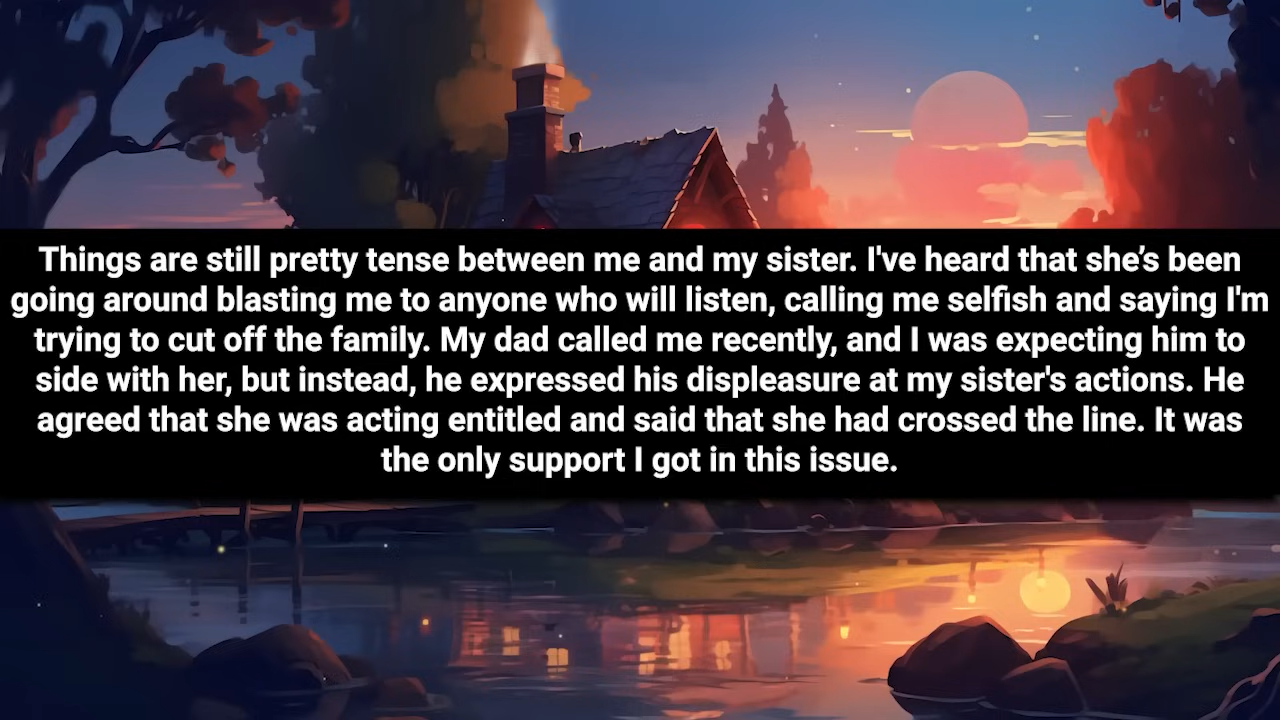 Things are still pretty tense between me and my sister. I've heard that she’s been
going around blasting me to anyone who will listen, calling me selfish and saying I'm
trying to cut off the family. My dad called me recently, and I was expecting him to
side with her, but instead, he expressed his displeasure at my sister's actions. He
agreed that she was acting entitled and said that she had crossed the line. It was
the only support I got in this issue.